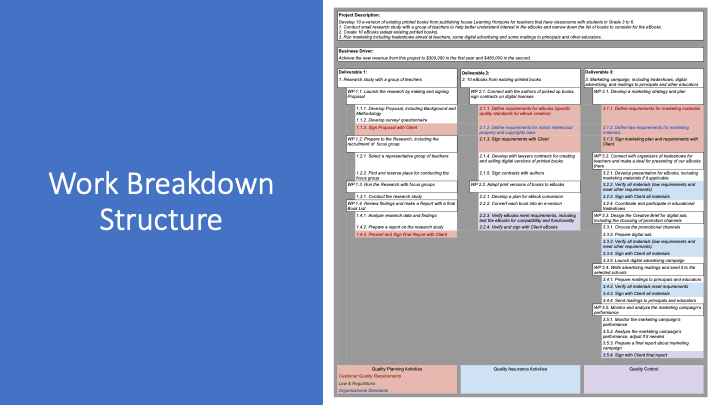 Work Breakdown
Structure
Project Description:
Develop 10 e-version of existing printed books from publishing house Learning Horizons for teachers that have classrooms with students in Grade 3 to 6.
1. Conduct small research study with a group of teachers to help better understand interest in the eBooks and narrow down the list of books to consider for the eBooks.
2. Create 10 eBooks (adapt existing printed books).
3. Run marketing including tradeshows aimed at teachers, some digital advertising and some mailings to principals and other educators.
Business Driver:
Achieve the new revenue from this project to $300,000 in the first year and $450,000 in the second.
Deliverable 1:
1. Research study with a group of teachers
WP 1.1. Launch the research by making and signing
Proposal
1.1.1. Develop Proposal, including Background and
Methodology
1.1.2. Develop survey/ questionnaire
1.1.3. Sign Proposal with Client
WP 1.2. Prepare to the Research, including the
recruitment of focus group
1.2.1. Select a representative group of teachers
1.2.2. Find and reserve place for conducting the
focus group
WP 1.3. Run the Research with focus groups
1.3.1. Conduct the research study
WP 1.4. Review findings and make a Report with a final
Book List
1.4.1. Analyze research data and findings
1.4.2. Prepare a report on the research study
1.4.3. Present and Sign final Report with Client
Deliverable 2:
2. 10 eBooks from existing printed books
WP 2.1. Connect with the authors of picked up books,
sign contracts on digital licenses
2.1.1. Define requirements for eBooks (specific
quality standards for eBook creation)
2.1.2. Define requirements for match intellectual
property and copyrights laws
2.1.3. Sign requirements with Client
2.1.4. Develop with lawyers contracts for creating
and selling digital versions of printed books
2.1.5. Sign contracts with authors
WP 2.2. Adapt print versions of books to eBooks
2.2.1. Develop a plan for eBook conversion
2.2.2. Convert each book into an e-version
2.2.3. Verify eBooks meet requirements, including
test the eBooks for compatibility and functionality
2.2.4. Verify and sign with Client eBooks
Deliverable 3:
3. Marketing campaign, including tradeshows, digital
advertising, and mailings to principals and other educators
WP 3.1. Develop a marketing strategy and plan
3.1.1. Define requirements for marketing materials
3.1.2. Define law requirements for marketing
materials
3.1.3. Sign marketing plan and requirements with
Client
WP 3.2. Connect with organizers of tradeshows for
teachers and make a deal for presenting of our eBooks
there
3.2.1. Develop presentation for eBooks, including
marketing materials if it applicable
3.2.2. Verify all materials (law requirements and
meet other requirements)
3.2.3. Sign with Client all materials
3.2.4. Coordinate and participate in educational
tradeshows
WP 3.3. Design the Creative Brief for digital ads,
including the choosing of promotion channels
3.3.1. Choose the promotional channels
3.3.2. Prepare digital ads
3.3.3. Verify all materials (law requirements and
meet other requirements)
3.3.4. Sign with Client all materials
3.3.5. Launch digital advertising campaign
WP 3.4. Write advertising mailings and send it to the
selected schools
3.4.1. Prepare mailings to principals and educators
3.4.2. Verify all materials meet requirements
3.4.3. Sign with Client all materials
3.4.4. Send mailings to principals and educators
WP 3.5. Monitor and analyze the marketing campaign's
performance
3.5.1. Monitor the marketing campaign's
performance
3.5.2. Analyze the marketing campaign's
performance, adjust if it needed
3.5.3. Prepare a final report about marketing
campaign
3.5.4. Sign with Client final report
Quality Planning Activities
Customer Quality Requirements
Law & Regulations
Organizational Standards
Quality Assurance Activities
Quality Control